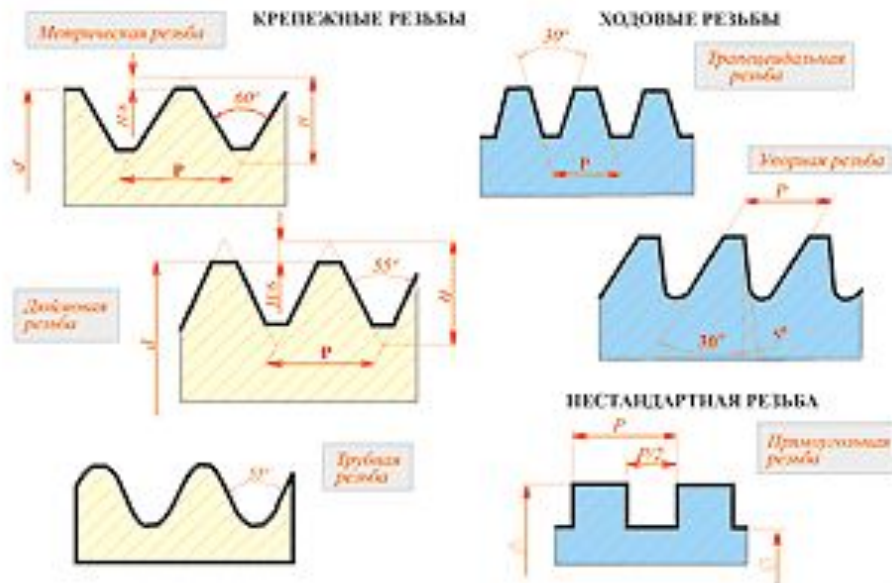 КРЕПЕЖНЫЕ РЕЗЬБЫ
ХОДОВЫЕ РЕЗЬБЫ
Метрическая резьба
60°
P
d
H
30°
Трапецеидальная
резьба
P
Упорная резьба
P
30°
Дюймовая
резьба
55°
P
d
H
НЕСТАНДАРТНАЯ РЕЗЬБА
Трубная
резьба
55°
P
P/2
Прямоугольная
резьба